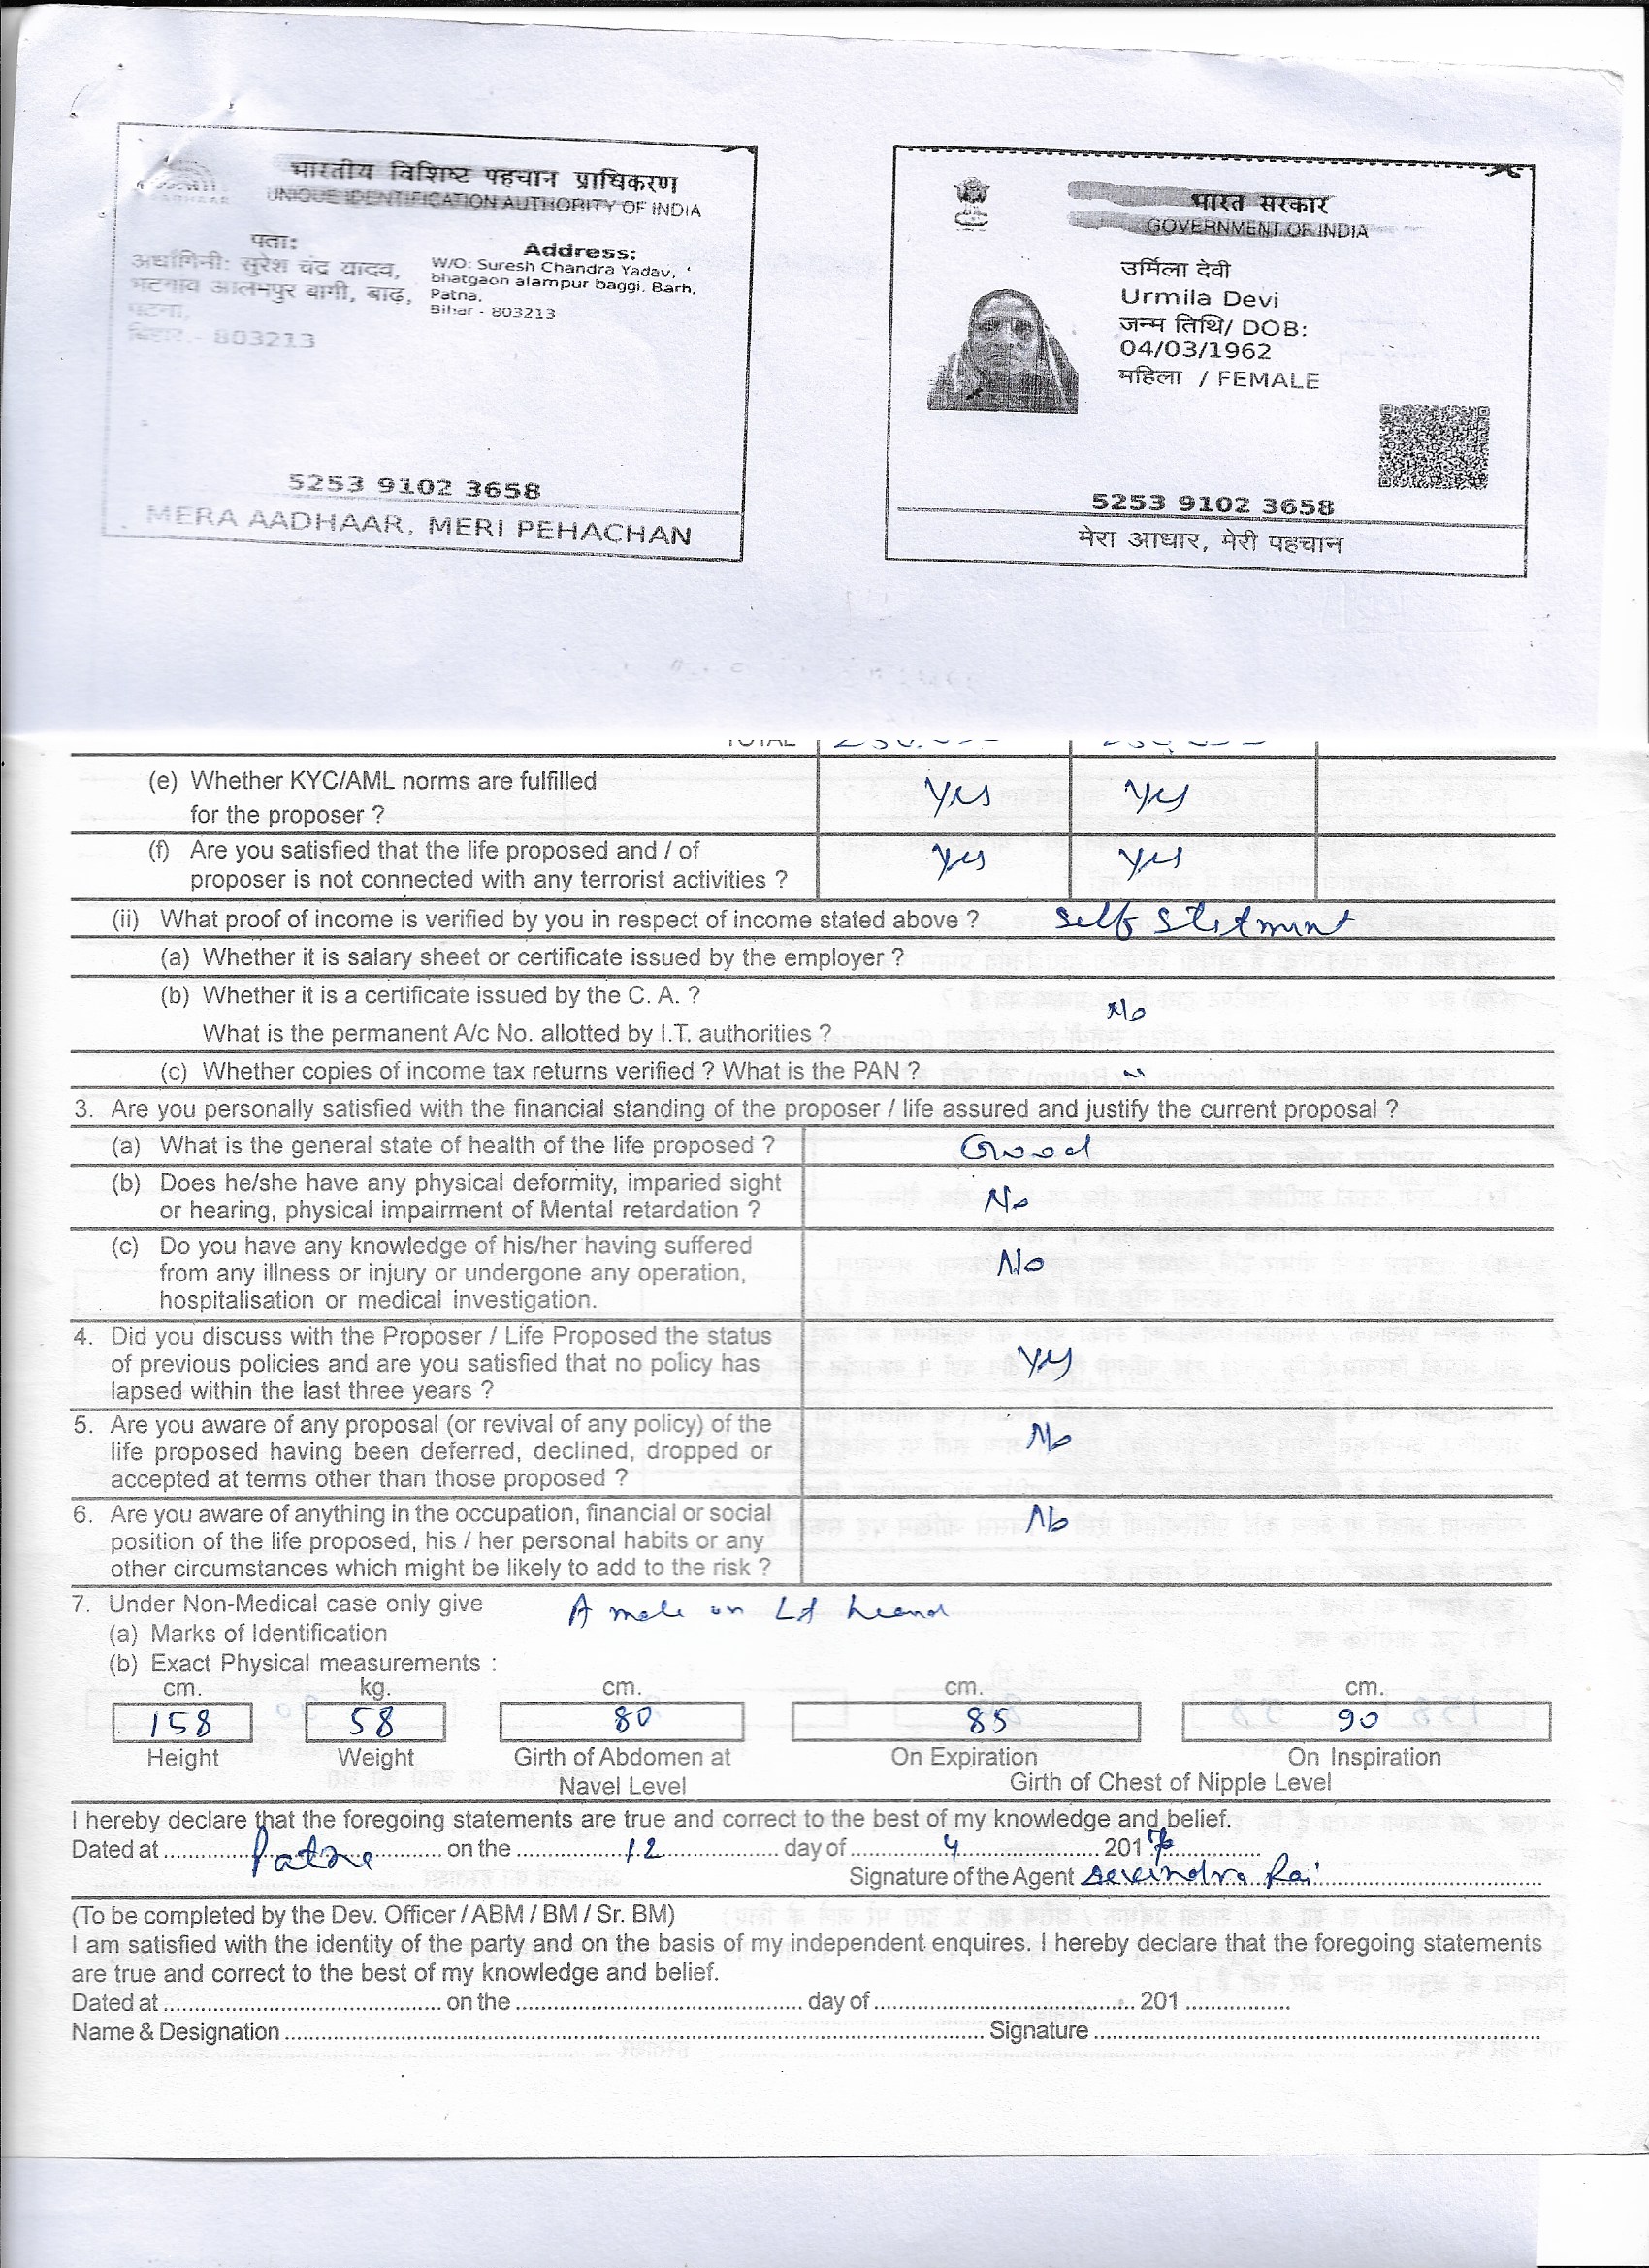 भारतीय विशिष्ट पहचान प्राधिकरण
UNIQUE IDENTIFICATION AUTHORITY OF INDIA
पता:
अर्धांगिनी: सुरेश चंद्र यादव,
भटगांव आलमपुर बागी, बाढ़,
पटना,
बिहार - 803213
Address:
W/O: Suresh Chandra Yadav,
bhatgaon alampur baggi, Barh,
Patna,
Bihar - 803213
5253 9102 3658
MERA AADHAAR, MERI PEHACHAN
भारत सरकार
GOVERNMENT OF INDIA
उर्मिला देवी
Urmila Devi
जन्म तिथि/ DOB:
04/03/1962
महिला / FEMALE
5253 9102 3658
मेरा आधार, मेरी पहचान
TOTAL
(e) Whether KYC/AML norms are fulfilled
for the proposer ? Yes Yes
(f) Are you satisfied that the life proposed and / of
proposer is not connected with any terrorist activities ? Yes Yes
(ii) What proof of income is verified by you in respect of income stated above ? Self Stetment
(a) Whether it is salary sheet or certificate issued by the employer ?
(b) Whether it is a certificate issued by the C. A. ? No
What is the permanent A/c No. allotted by I.T. authorities ?
(c) Whether copies of income tax returns verified ? What is the PAN ? "
3. Are you personally satisfied with the financial standing of the proposer / life assured and justify the current proposal ?
(a) What is the general state of health of the life proposed ? Good
(b) Does he/she have any physical deformity, imparied sight
or hearing, physical impairment of Mental retardation ? No
(c) Do you have any knowledge of his/her having suffered
from any illness or injury or undergone any operation, No
hospitalisation or medical investigation.
4. Did you discuss with the Proposer / Life Proposed the status
of previous policies and are you satisfied that no policy has Yes
lapsed within the last three years ?
5. Are you aware of any proposal (or revival of any policy) of the
life proposed having been deferred, declined, dropped or No
accepted at terms other than those proposed ?
6. Are you aware of anything in the occupation, financial or social No
position of the life proposed, his / her personal habits or any
other circumstances which might be likely to add to the risk ?
7. Under Non-Medical case only give A mole on Lt heand
(a) Marks of Identification
(b) Exact Physical measurements :
cm. kg. cm. cm. cm.
158 58 80 85 90
Height Weight Girth of Abdomen at On Expiration On Inspiration
Navel Level Girth of Chest of Nipple Level
I hereby declare that the foregoing statements are true and correct to the best of my knowledge and belief.
Dated at Patne on the 12 day of 4 2017
Signature of the Agent Devendra Rai
(To be completed by the Dev. Officer / ABM / BM / Sr. BM)
I am satisfied with the identity of the party and on the basis of my independent enquires. I hereby declare that the foregoing statements
are true and correct to the best of my knowledge and belief.
Dated at on the day of 201
Name & Designation Signature